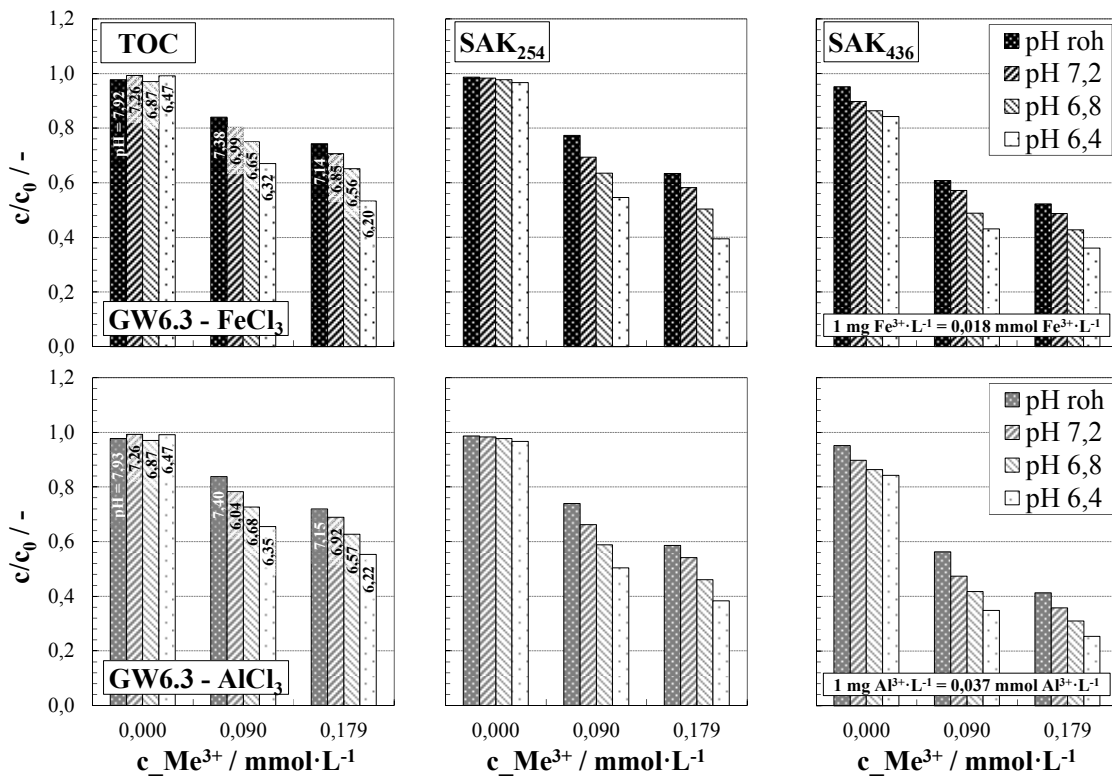 1,2
1,0
0,8
0,6
0,4
0,2
0,0
c/c₀ / -
TOC
pH = 7,92
7,26
6,87
6,47
7,38
6,99
6,65
6,32
7,14
6,85
6,56
6,20
GW6.3 - FeCl₃
SAK₂₅₄
SAK₄₃₆
pH roh
pH 7,2
pH 6,8
pH 6,4
1 mg Fe³⁺·L⁻¹ = 0,018 mmol Fe³⁺·L⁻¹
1,2
1,0
0,8
0,6
0,4
0,2
0,0
c/c₀ / -
pH = 7,93
7,26
6,87
6,47
7,40
6,04
6,68
6,35
7,15
6,92
6,57
6,22
GW6.3 - AlCl₃
pH roh
pH 7,2
pH 6,8
pH 6,4
1 mg Al³⁺·L⁻¹ = 0,037 mmol Al³⁺·L⁻¹
0,000 0,090 0,179
c_Me³⁺ / mmol·L⁻¹
0,000 0,090 0,179
c_Me³⁺ / mmol·L⁻¹
0,000 0,090 0,179
c_Me³⁺ / mmol·L⁻¹